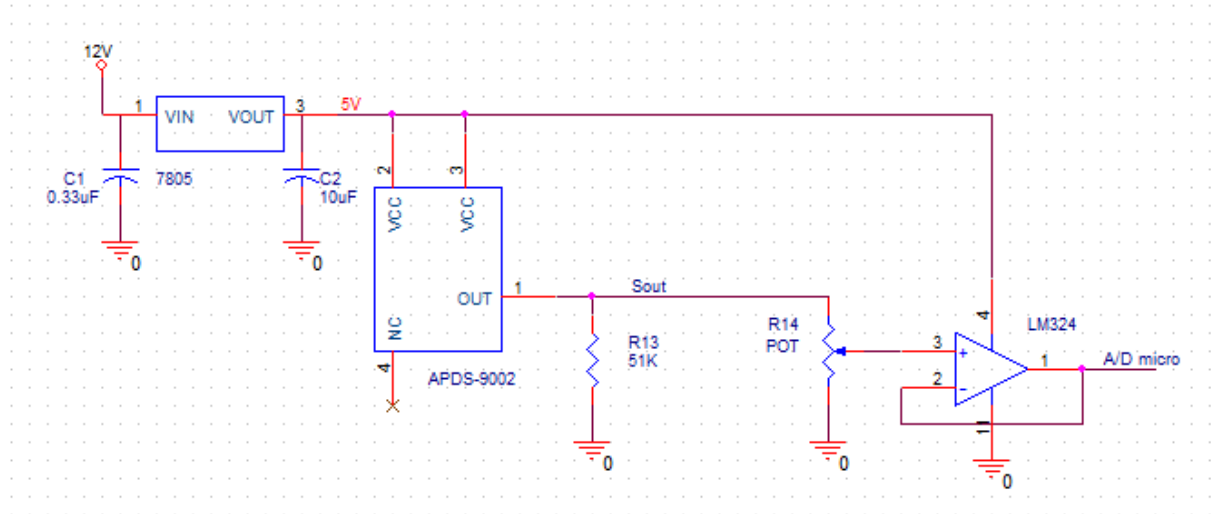 12V
1
VIN
VOUT
3
5V
C1
0.33uF
7805
C2
10uF
0
0
2
3
VCC
VCC
OUT
1
NC
4
APDS-9002
Sout
R13
51K
0
R14
POT
0
3
+
2
-
4
LM324
1
A/D micro
11
0